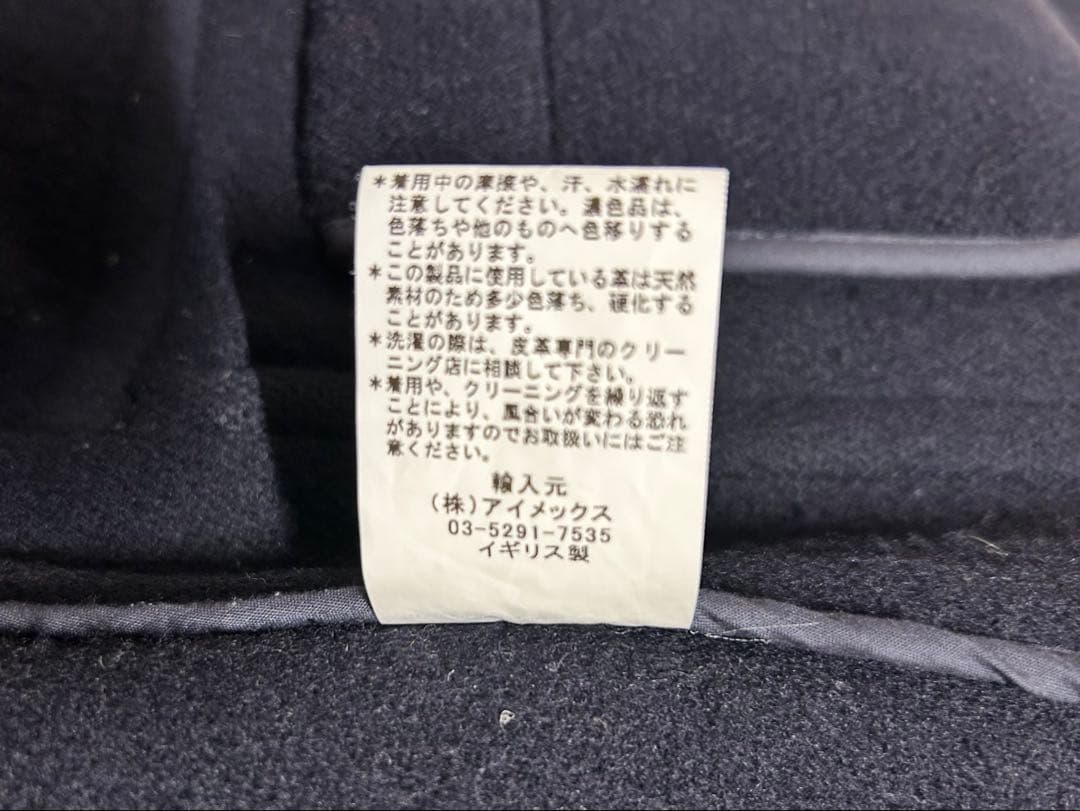 ＊着用中の摩擦や、汗、水濡れに
注意してください。濃色品は、
色落ちや他のものへ色移りする
ことがあります。
＊この製品に使用している革は天然
素材のため多少色落ち、硬化する
ことがあります。
＊洗濯の際は、皮革専門のクリー
ニング店に相談して下さい。
＊着用や、クリーニングを繰り返す
ことにより、風合いが変わる恐れ
がありますのでお取扱いにはご注
意ください。
輸入元
(株)アイメックス
03-5291-7535
イギリス製